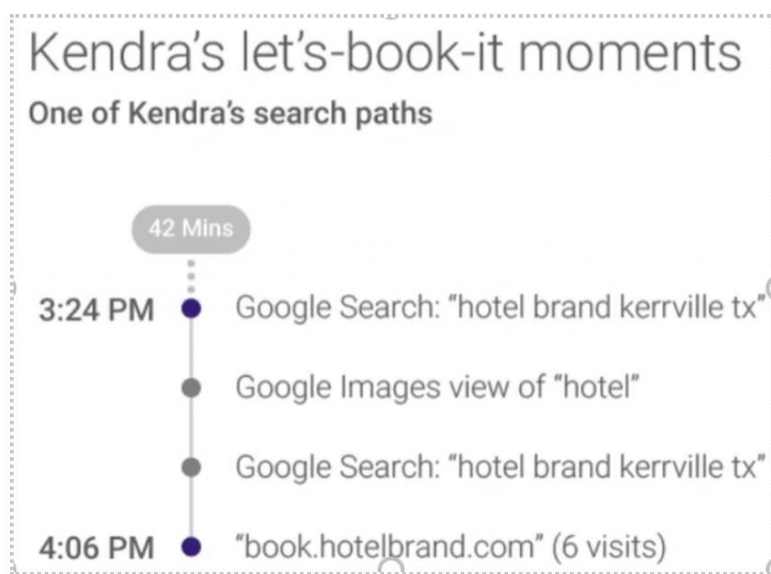 Kendra’s let’s-book-it moments
One of Kendra’s search paths
42 Mins
3:24 PM Google Search: “hotel brand kerrville tx”
Google Images view of “hotel”
Google Search: “hotel brand kerrville tx”
4:06 PM “book.hotelbrand.com” (6 visits)